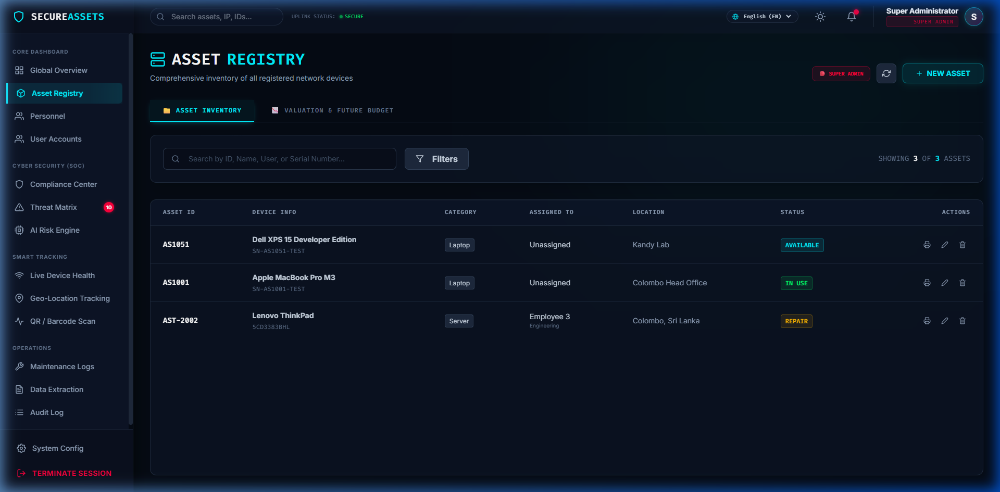 SECUREASSETS
Search assets, IP, IDs...
UPLINK STATUS: SECURE
English (EN)
Super Administrator
SUPER ADMIN
S
CORE DASHBOARD
Global Overview
Asset Registry
Personnel
User Accounts
CYBER SECURITY (SOC)
Compliance Center
Threat Matrix 10
AI Risk Engine
SMART TRACKING
Live Device Health
Geo-Location Tracking
QR / Barcode Scan
OPERATIONS
Maintenance Logs
Data Extraction
Audit Log
System Config
TERMINATE SESSION
ASSET REGISTRY
Comprehensive inventory of all registered network devices
SUPER ADMIN
+ NEW ASSET
ASSET INVENTORY
VALUATION & FUTURE BUDGET
Search by ID, Name, User, or Serial Number...
Filters
SHOWING 3 OF 3 ASSETS
ASSET ID DEVICE INFO CATEGORY ASSIGNED TO LOCATION STATUS ACTIONS
AS1051 Dell XPS 15 Developer Edition Laptop Unassigned Kandy Lab AVAILABLE
SN-AS1051-TEST
AS1001 Apple MacBook Pro M3 Laptop Unassigned Colombo Head Office IN USE
SN-AS1001-TEST
AST-2002 Lenovo ThinkPad Server Employee 3 Colombo, Sri Lanka REPAIR
5CD3383BHL Engineering